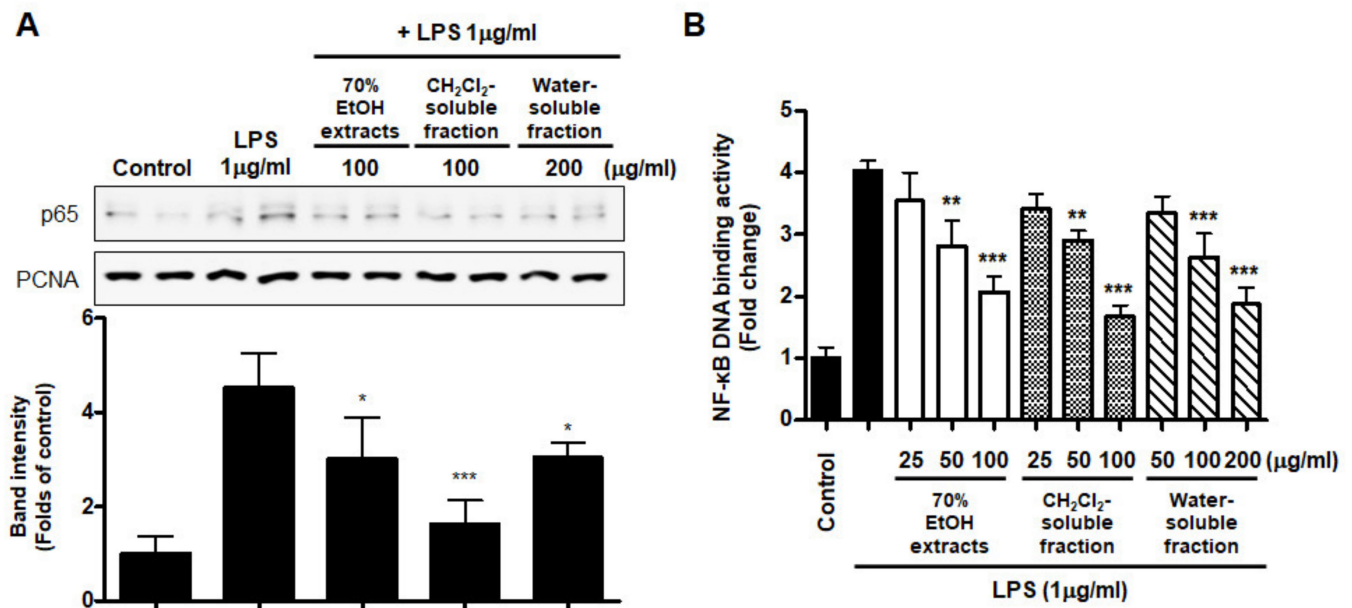 A
+ LPS 1μg/ml
70%
EtOH
extracts
CH₂Cl₂-
soluble
fraction
Water-
soluble
fraction
Control
LPS
1μg/ml
100 100 200 (μg/ml)
p65
PCNA
Band intensity
(Folds of control)
6
4
2
0
*
***
*
B
NF-κB DNA binding activity
(Fold change)
5
4
3
2
1
0
**
***
**
***
***
***
Control
25 50 100 25 50 100 50 100 200 (μg/ml)
70%
EtOH
extracts
CH₂Cl₂-
soluble
fraction
Water-
soluble
fraction
LPS (1μg/ml)